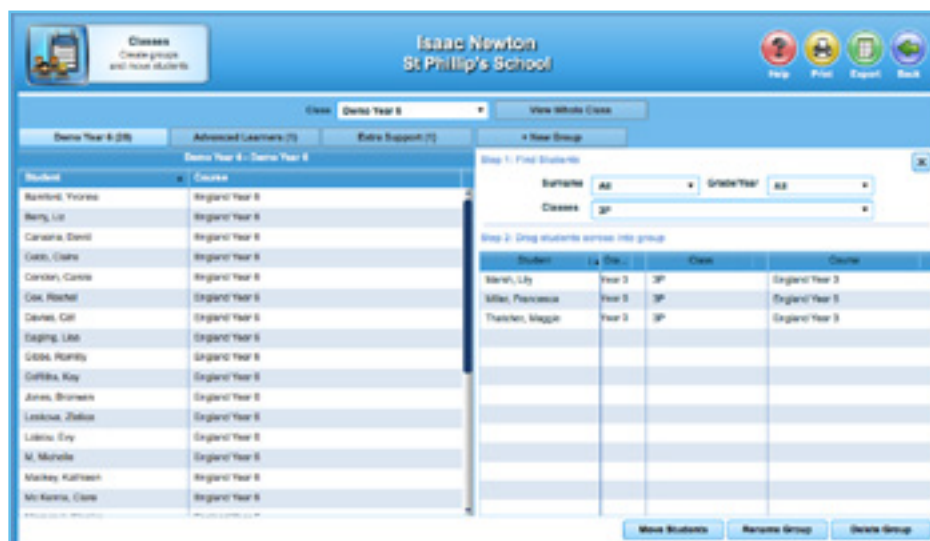 Classes
Create groups
and move students
Isaac Newton
St Phillip's School
Help Print Export Back
Class Demo Year 6 View Whole Class
Demo Year 6 (28) Advanced Learners (1) Extra Support (1) + New Group
Demo Year 6 - Demo Year 6
Student Course
Bamford, Yvonne England Year 6
Berry, Liz England Year 6
England Year 6
Cobb, Claire England Year 6
Condon, Carole England Year 6
Cox, Rachel England Year 6
Davies, England Year 6
England Year 6
Gibbs, Romilly England Year 6
Griffiths, Kay England Year 6
Jones, Bronwen England Year 6
England Year 6
England Year 6
M, Michelle England Year 6
Mackey, Kathleen England Year 6
Mc Kenna, Clare England Year 6
Step 1: Find Students
Surname All Grade/Year All
Classes 3P
Step 2: Drag students across into group
Student Class Course
Marsh, Lily Year 3 3P England Year 3
Miller, Francesca 3P
Thatcher, Maggie Year 3 3P England Year 3
Move Students Rename Group Delete Group